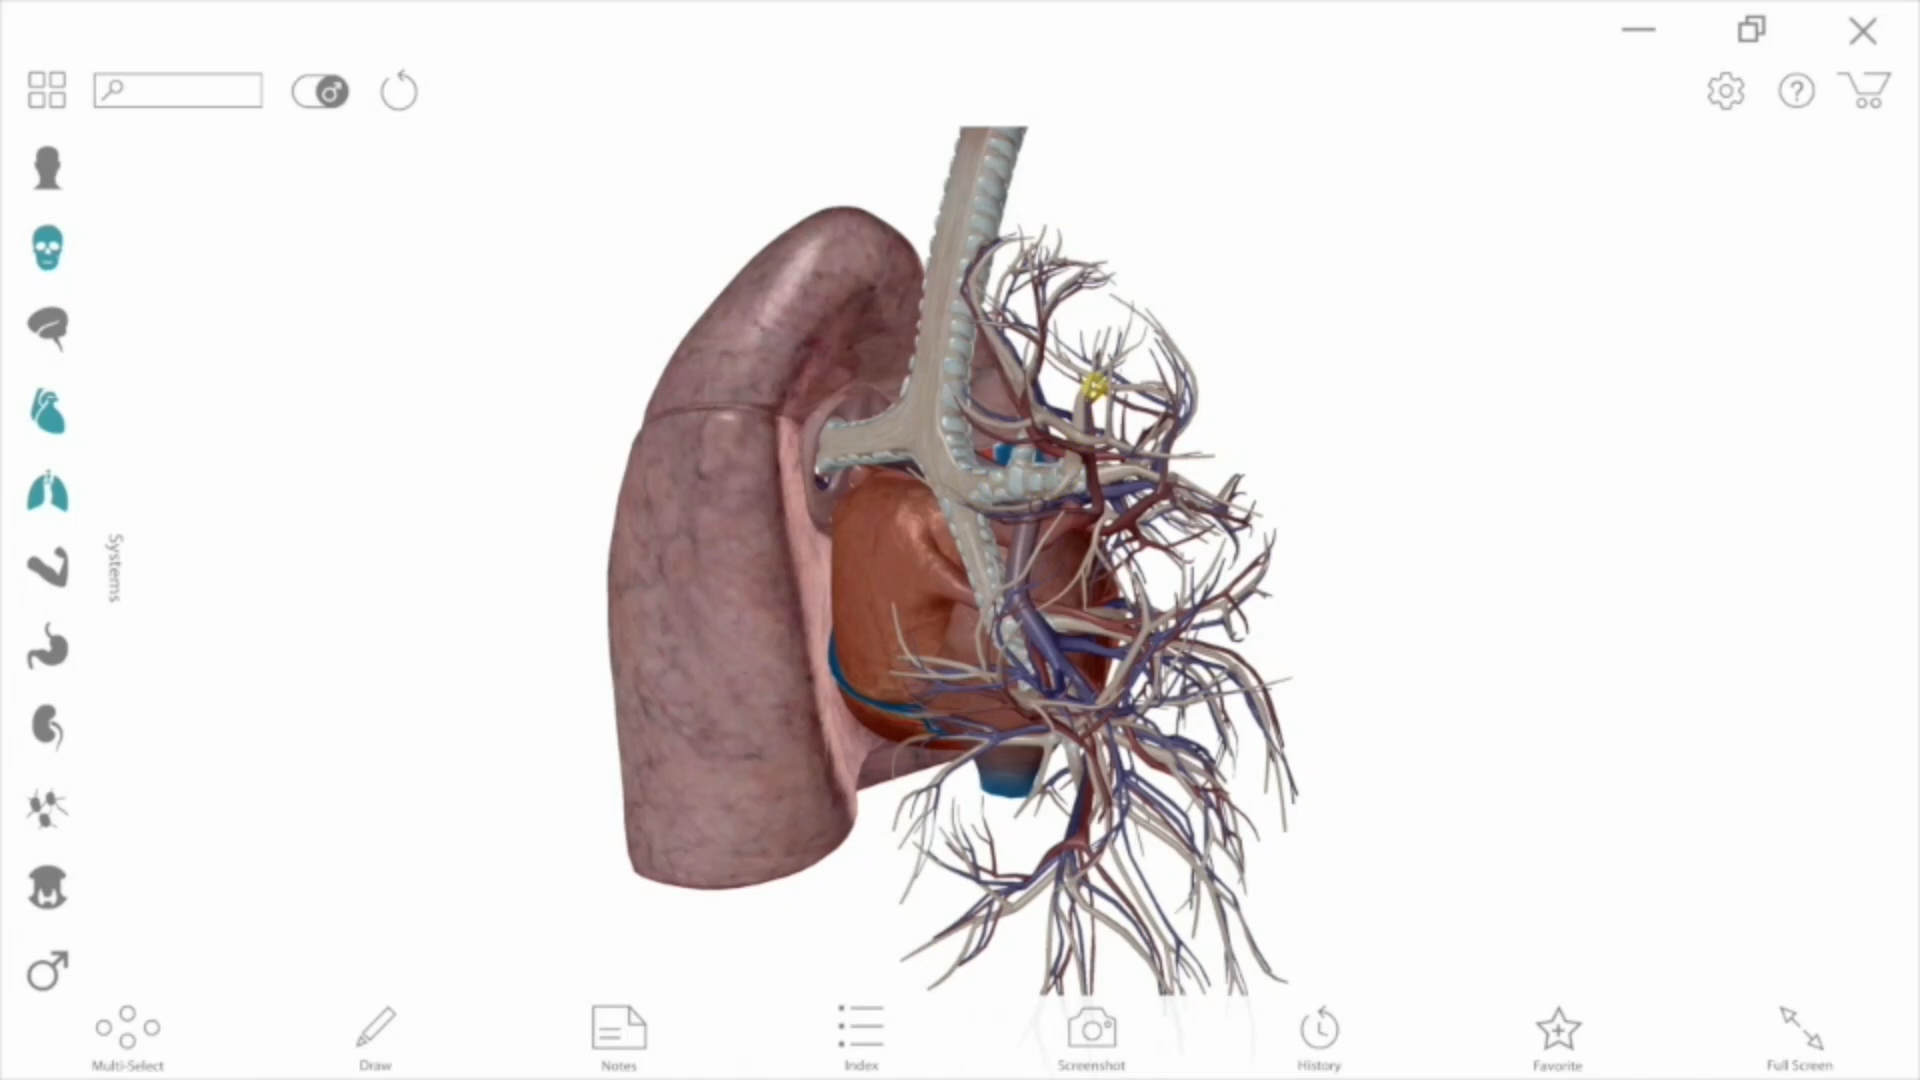 Systems
Multi-Select
Draw
Notes
Index
Screenshot
History
Favorite
Full Screen